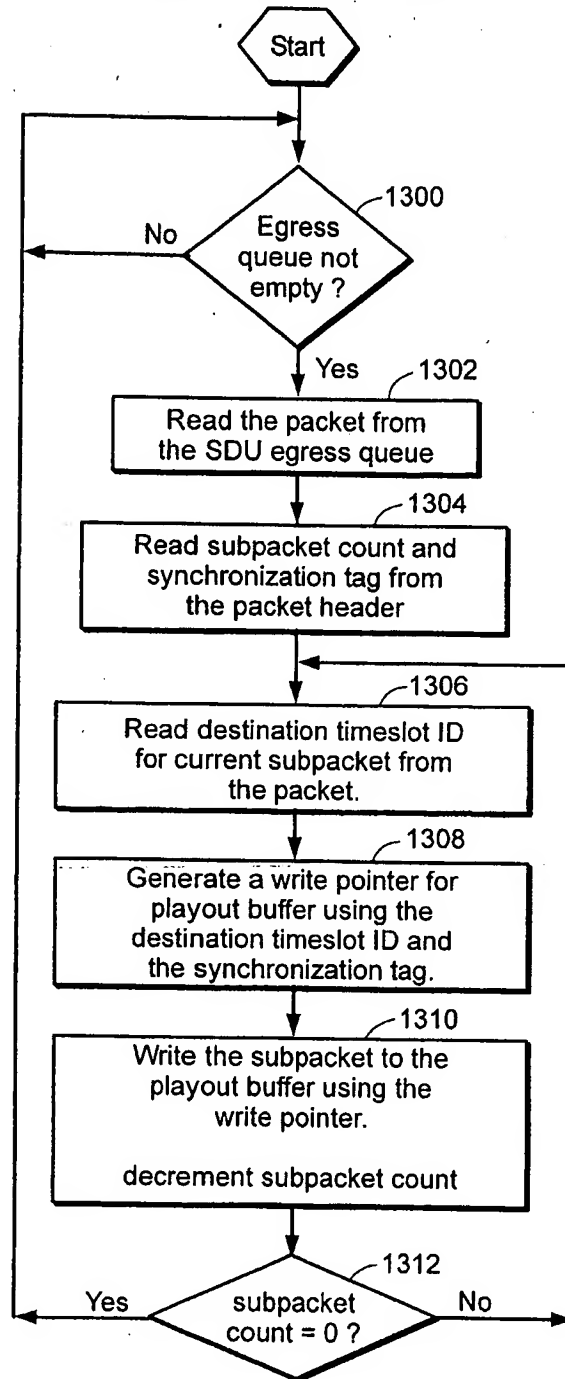 Start
1300
Egress
queue not
empty ?
No
Yes
1302
Read the packet from
the SDU egress queue
1304
Read subpacket count and
synchronization tag from
the packet header
1306
Read destination timeslot ID
for current subpacket from
the packet.
1308
Generate a write pointer for
playout buffer using the
destination timeslot ID and
the synchronization tag.
1310
Write the subpacket to the
playout buffer using the
write pointer.
decrement subpacket count
1312
Yes
subpacket
count = 0 ?
No